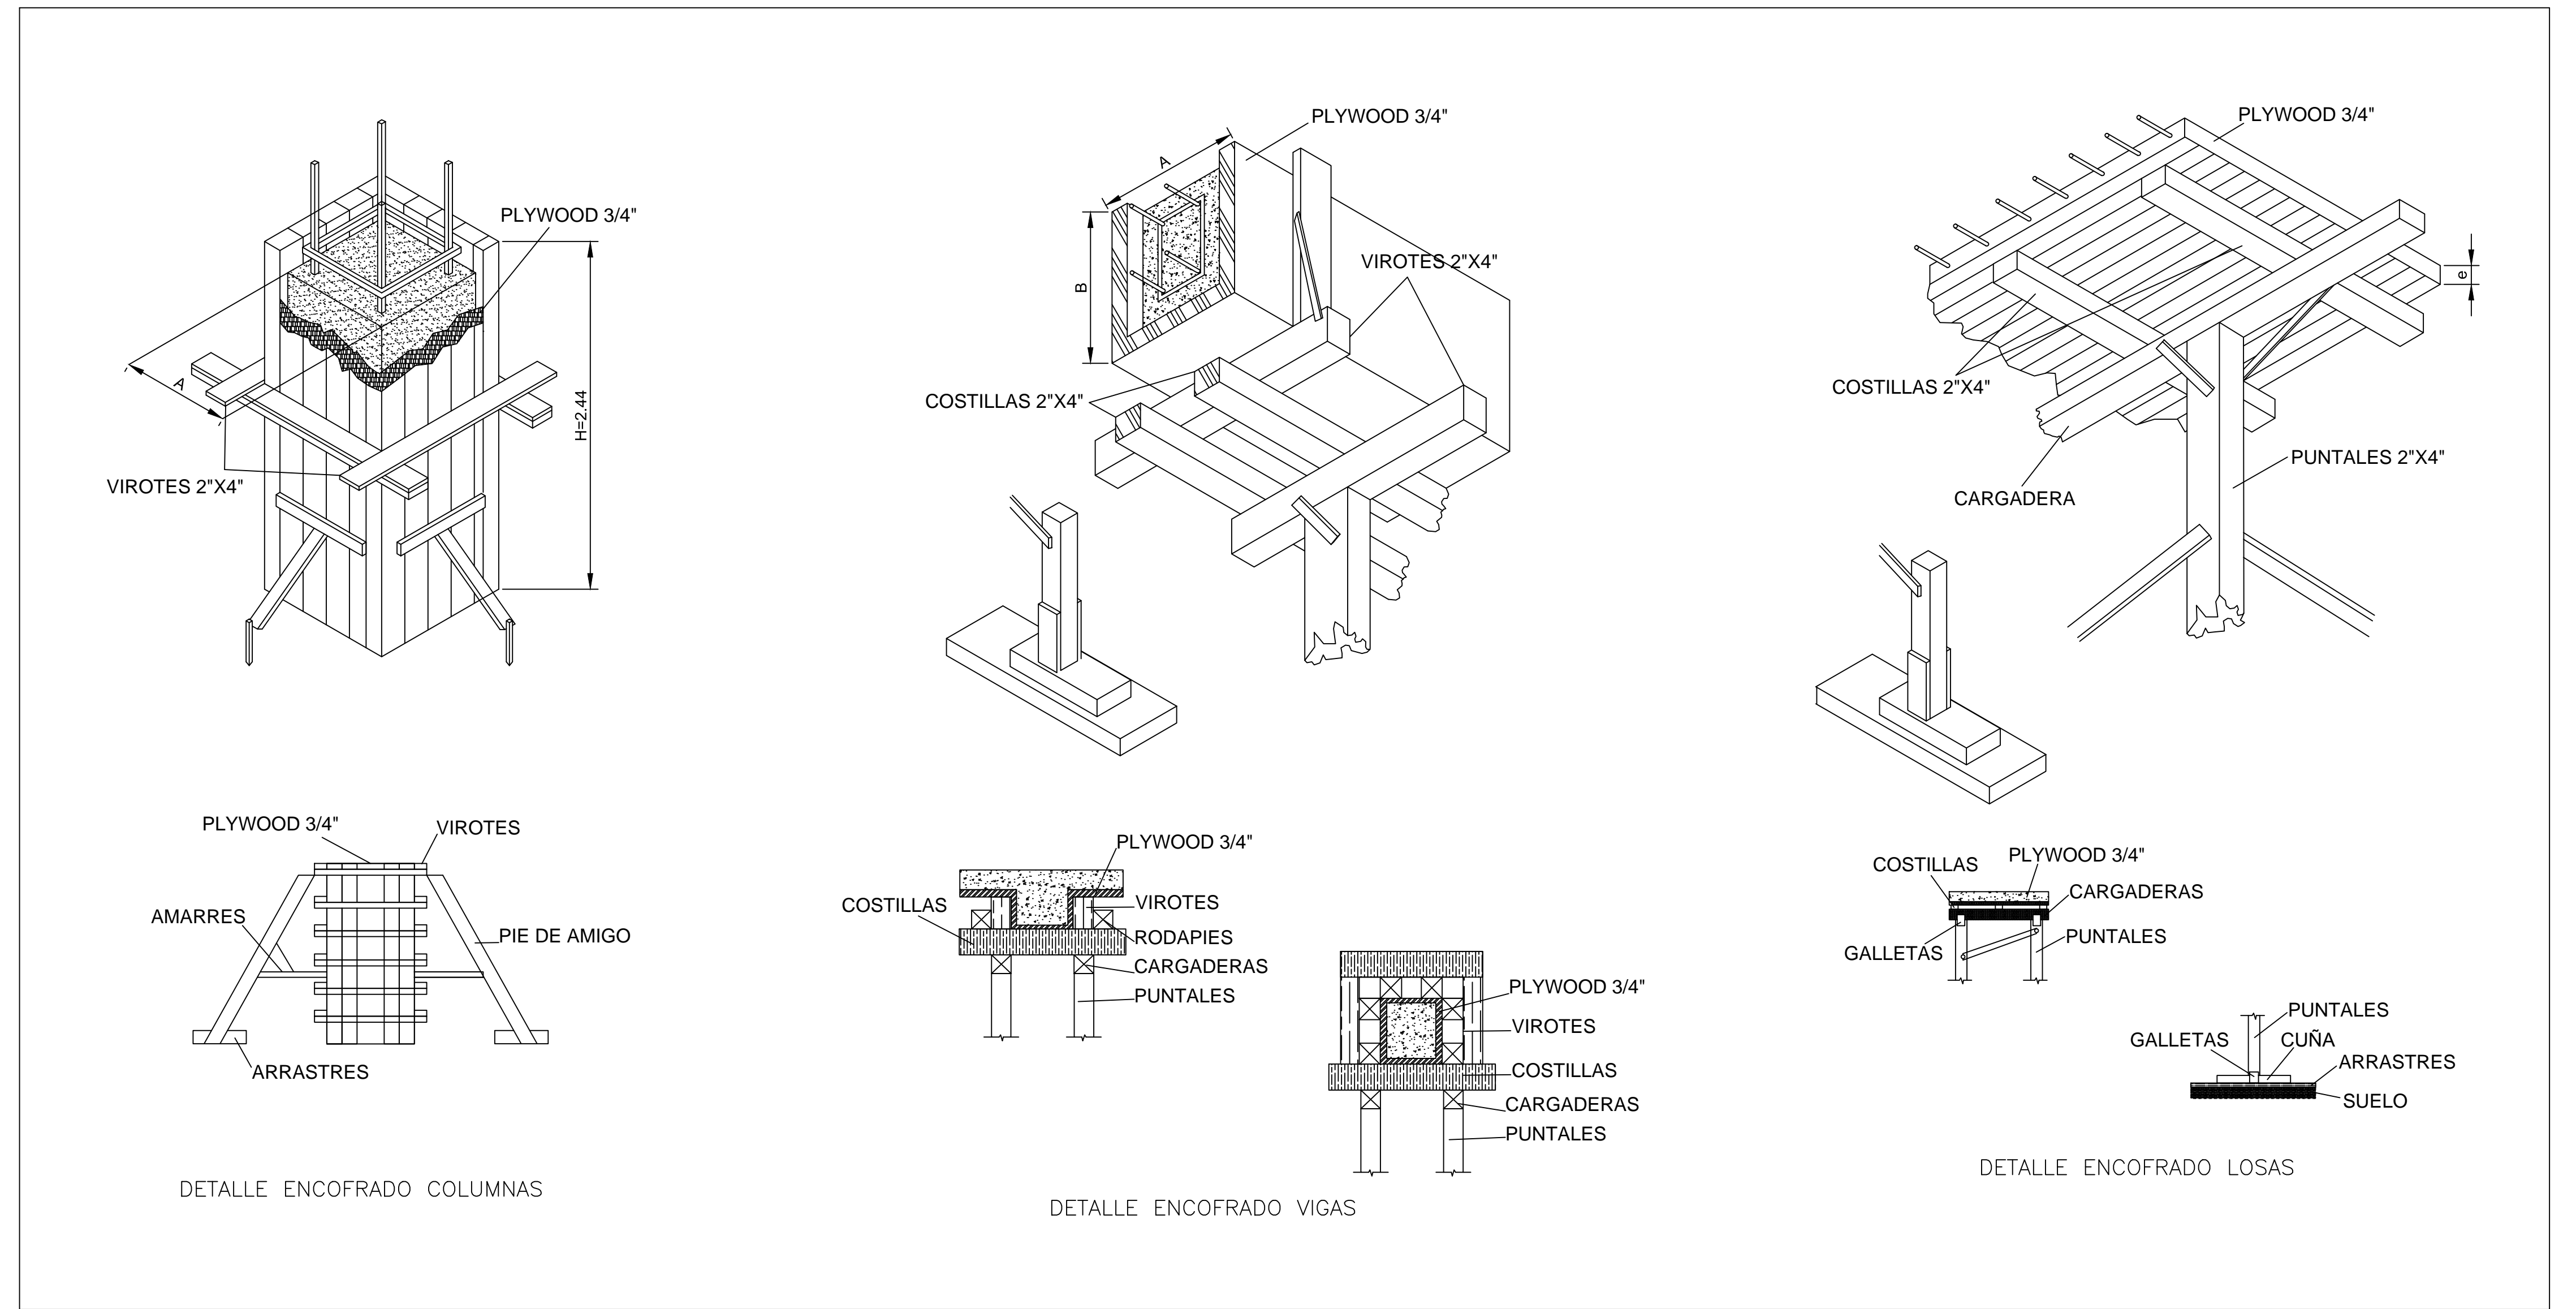 PLYWOOD 3/4"
A
H=2.44
VIROTES 2"X4"
PLYWOOD 3/4"
VIROTES
AMARRES
PIE DE AMIGO
ARRASTRES
DETALLE ENCOFRADO COLUMNAS
PLYWOOD 3/4"
A
B
VIROTES 2"X4"
COSTILLAS 2"X4"
PLYWOOD 3/4"
COSTILLAS
VIROTES
RODAPIES
CARGADERAS
PUNTALES
PLYWOOD 3/4"
VIROTES
COSTILLAS
CARGADERAS
PUNTALES
DETALLE ENCOFRADO VIGAS
PLYWOOD 3/4"
e
COSTILLAS 2"X4"
PUNTALES 2"X4"
CARGADERA
COSTILLAS
PLYWOOD 3/4"
CARGADERAS
GALLETAS
PUNTALES
PUNTALES
GALLETAS
CUÑA
ARRASTRES
SUELO
DETALLE ENCOFRADO LOSAS